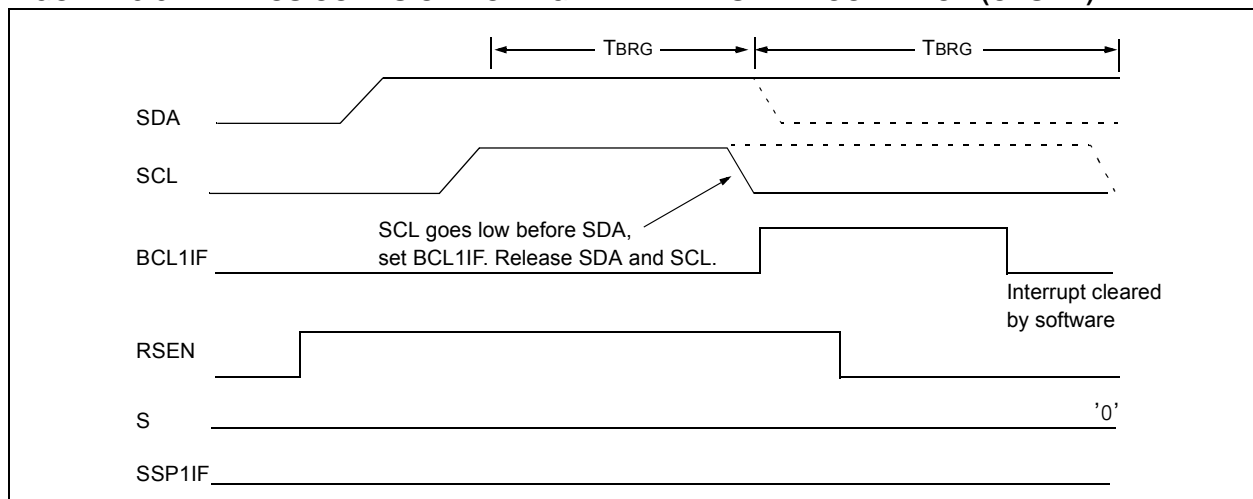 TBRG TBRG
SDA
SCL
SCL goes low before SDA,
set BCL1IF. Release SDA and SCL.
BCL1IF
Interrupt cleared
by software
RSEN
S
'0'
SSP1IF